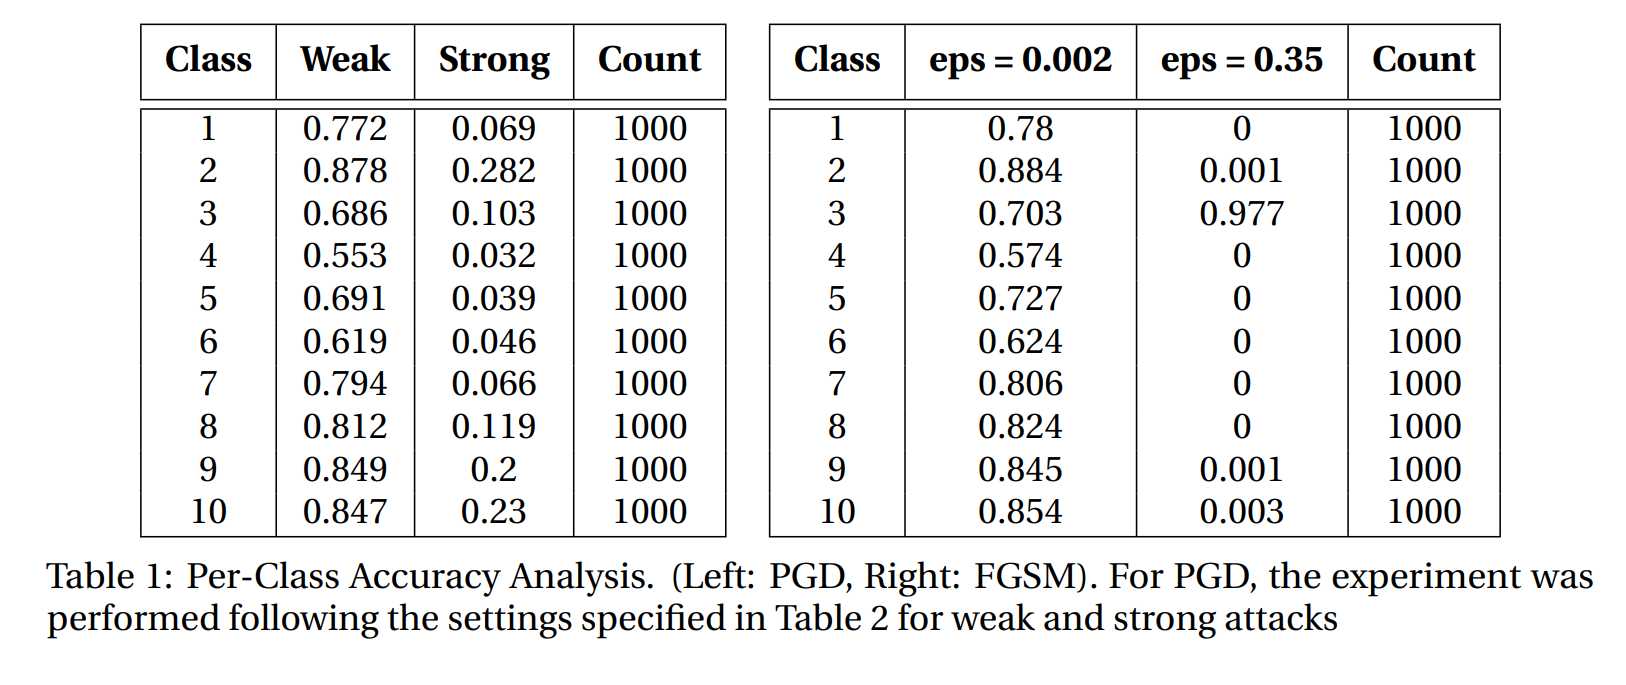 Class Weak Strong Count
1 0.772 0.069 1000
2 0.878 0.282 1000
3 0.686 0.103 1000
4 0.553 0.032 1000
5 0.691 0.039 1000
6 0.619 0.046 1000
7 0.794 0.066 1000
8 0.812 0.119 1000
9 0.849 0.2 1000
10 0.847 0.23 1000
Class eps = 0.002 eps = 0.35 Count
1 0.78 0 1000
2 0.884 0.001 1000
3 0.703 0.977 1000
4 0.574 0 1000
5 0.727 0 1000
6 0.624 0 1000
7 0.806 0 1000
8 0.824 0 1000
9 0.845 0.001 1000
10 0.854 0.003 1000
Table 1: Per-Class Accuracy Analysis. (Left: PGD, Right: FGSM). For PGD, the experiment was
performed following the settings specified in Table 2 for weak and strong attacks